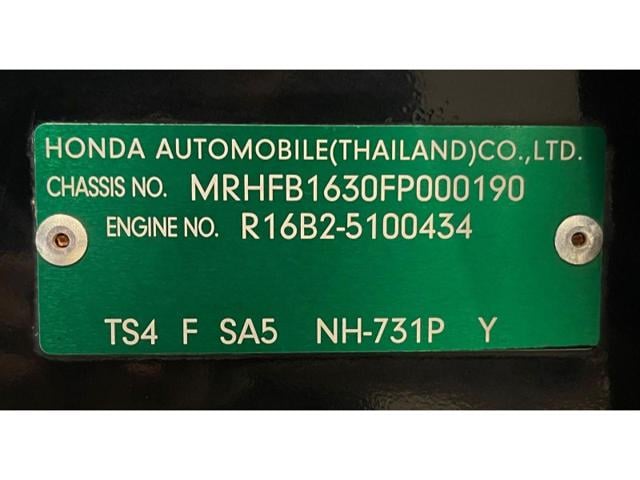 HONDA AUTOMOBILE(THAILAND)CO.,LTD.
CHASSIS NO. MRHFB1630FP000190
ENGINE NO. R16B2-5100434
TS4 F SA5 NH-731P Y